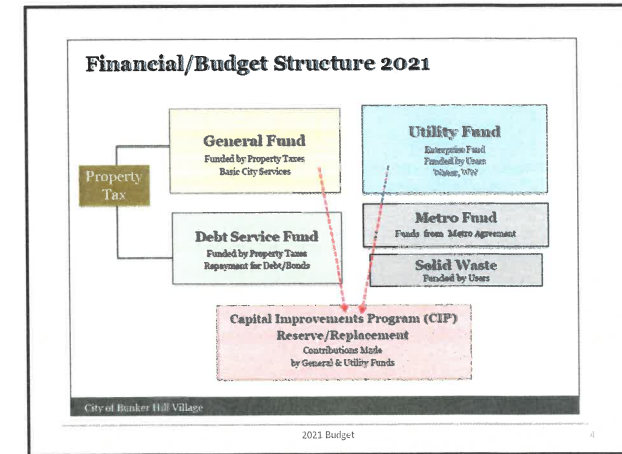 Financial/Budget Structure 2021
Property
Tax
General Fund
Funded by Property Taxes
Basic City Services
Debt Service Fund
Funded by Property Taxes
Repayment for Debt/Bonds
Utility Fund
Enterprise Fund
Funded by Users
Water, WW
Metro Fund
Funds from Metro Agreement
Solid Waste
Funded by Users
Capital Improvements Program (CIP)
Reserve/Replacement
Contributions Made
by General & Utility Funds
City of Bunker Hill Village
2021 Budget
4